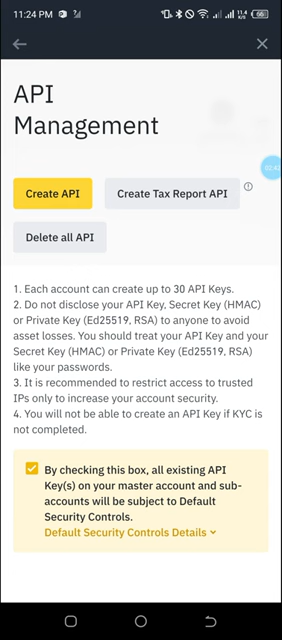 11:24 PM
11.4
K/S
66
API
Management
02:42
Create API
Create Tax Report API
Delete all API
1. Each account can create up to 30 API Keys.
2. Do not disclose your API Key, Secret Key (HMAC)
or Private Key (Ed25519, RSA) to anyone to avoid
asset losses. You should treat your API Key and your
Secret Key (HMAC) or Private Key (Ed25519, RSA)
like your passwords.
3. It is recommended to restrict access to trusted
IPs only to increase your account security.
4. You will not be able to create an API Key if KYC is
not completed.
By checking this box, all existing API
Key(s) on your master account and sub-
accounts will be subject to Default
Security Controls.
Default Security Controls Details